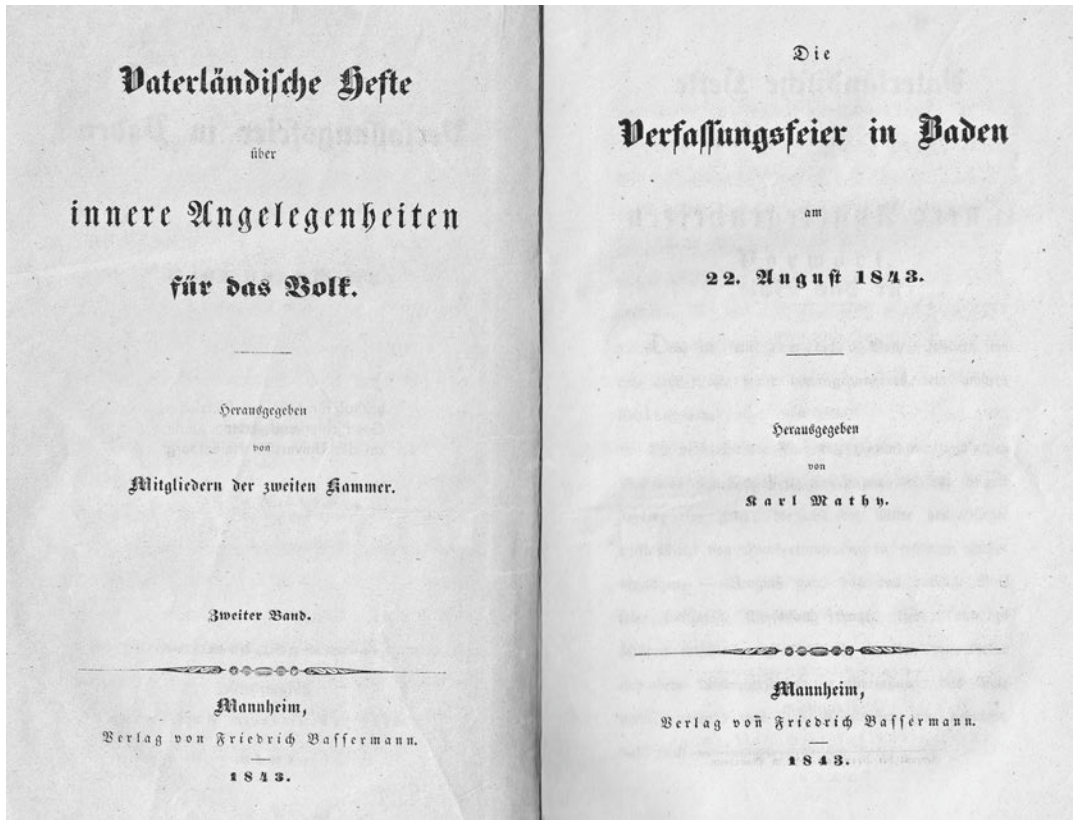 Vaterländische Hefte
über
innere Angelegenheiten
für das Volk.
Herausgegeben
von
Mitgliedern der zweiten Kammer.
Zweiter Band.
Mannheim,
Verlag von Friedrich Bassermann.
1843.
Die
Verfassungsfeier in Baden
am
22. August 1843.
Herausgegeben
von
Karl Mathy.
Mannheim,
Verlag von Friedrich Bassermann.
1843.